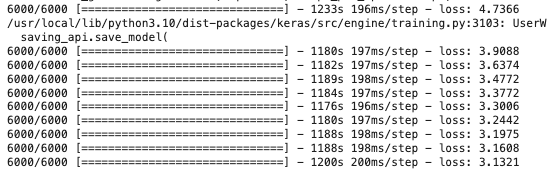 6000/6000 [==============================] - 1233s 196ms/step - loss: 4.7366
/usr/local/lib/python3.10/dist-packages/keras/src/engine/training.py:3103: UserW
  saving_api.save_model(
6000/6000 [==============================] - 1180s 197ms/step - loss: 3.9088
6000/6000 [==============================] - 1182s 197ms/step - loss: 3.6374
6000/6000 [==============================] - 1189s 198ms/step - loss: 3.4772
6000/6000 [==============================] - 1184s 197ms/step - loss: 3.3772
6000/6000 [==============================] - 1176s 196ms/step - loss: 3.3006
6000/6000 [==============================] - 1180s 197ms/step - loss: 3.2442
6000/6000 [==============================] - 1188s 198ms/step - loss: 3.1975
6000/6000 [==============================] - 1188s 198ms/step - loss: 3.1608
6000/6000 [==============================] - 1200s 200ms/step - loss: 3.1321